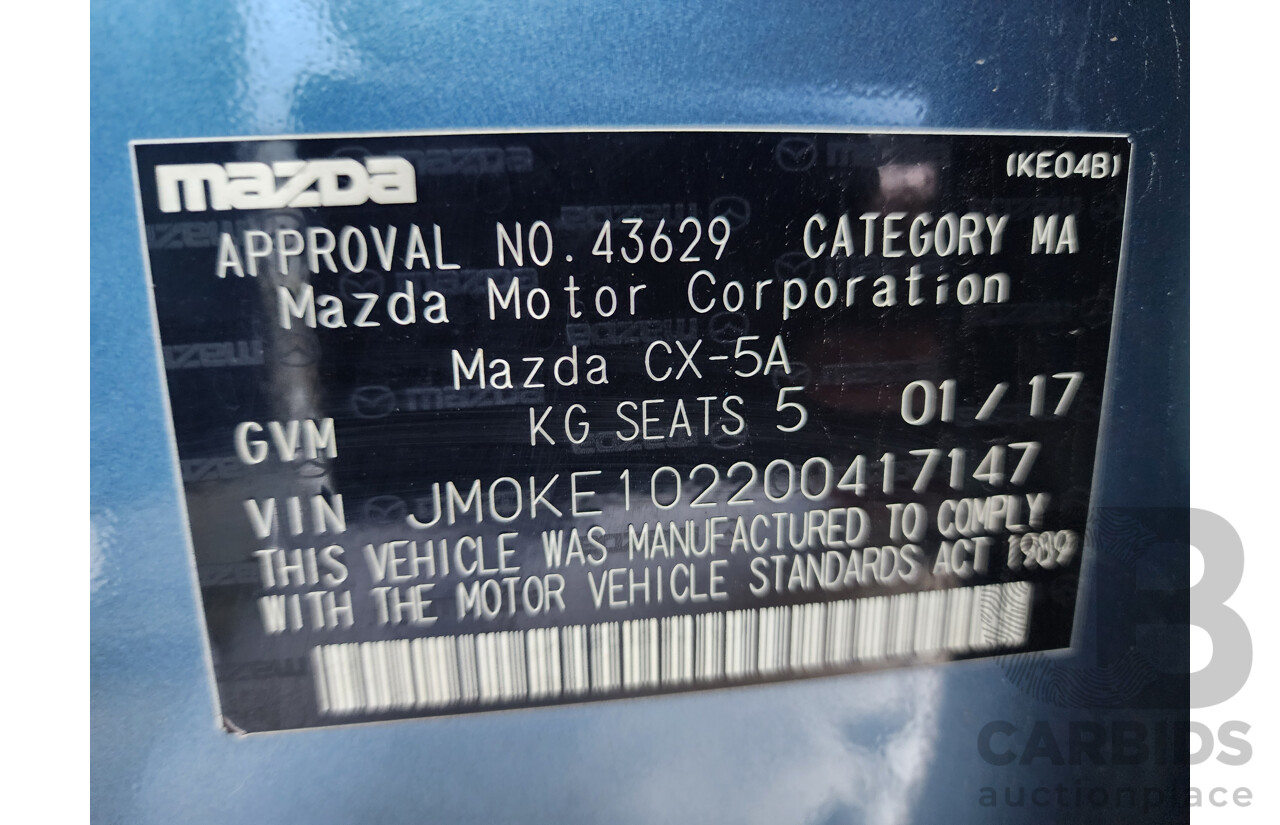 mazda (KE04B)
APPROVAL NO. 43629 CATEGORY MA
Mazda Motor Corporation
Mazda CX-5A
GVM KG SEATS 5 01/17
VIN JM0KE102200417147
THIS VEHICLE WAS MANUFACTURED TO COMPLY
WITH THE MOTOR VEHICLE STANDARDS ACT 1989
CARBIDS
auctionplace